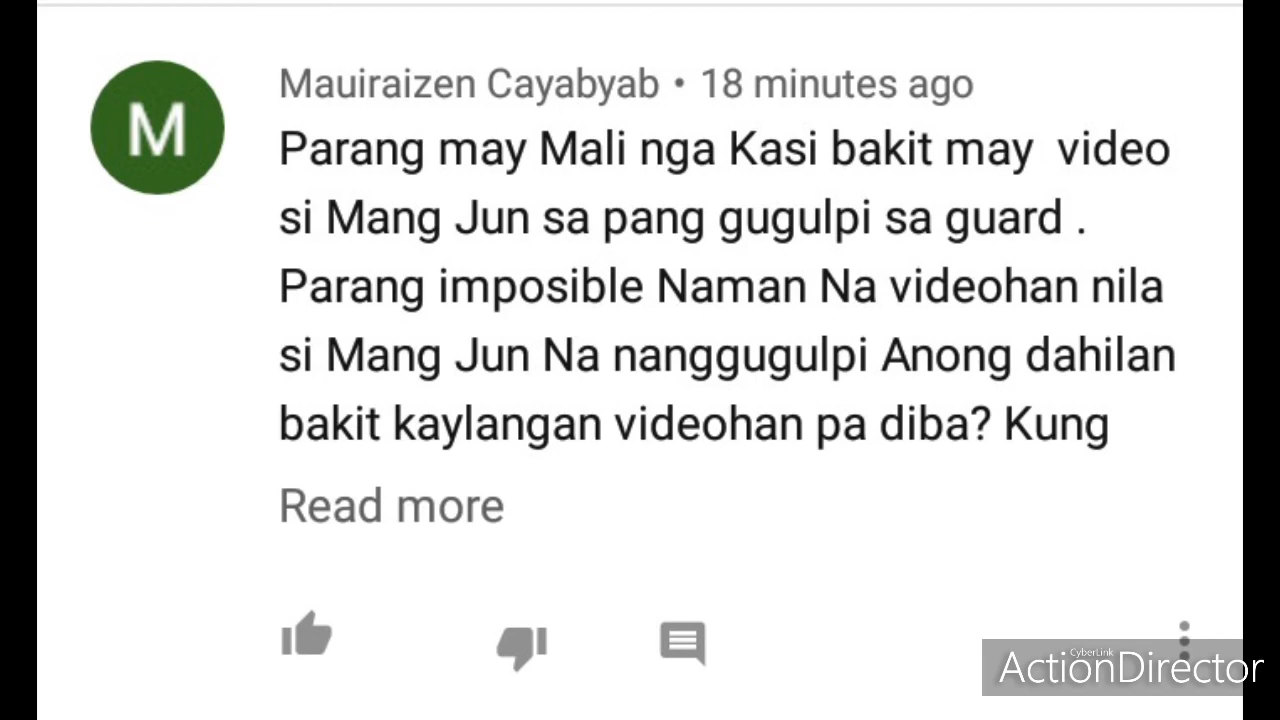 M
Mauiraizen Cayabyab • 18 minutes ago
Parang may Mali nga Kasi bakit may video
si Mang Jun sa pang gugulpi sa guard .
Parang imposible Naman Na videohan nila
si Mang Jun Na nanggugulpi Anong dahilan
bakit kaylangan videohan pa diba? Kung
Read more
CyberLink
ActionDirector